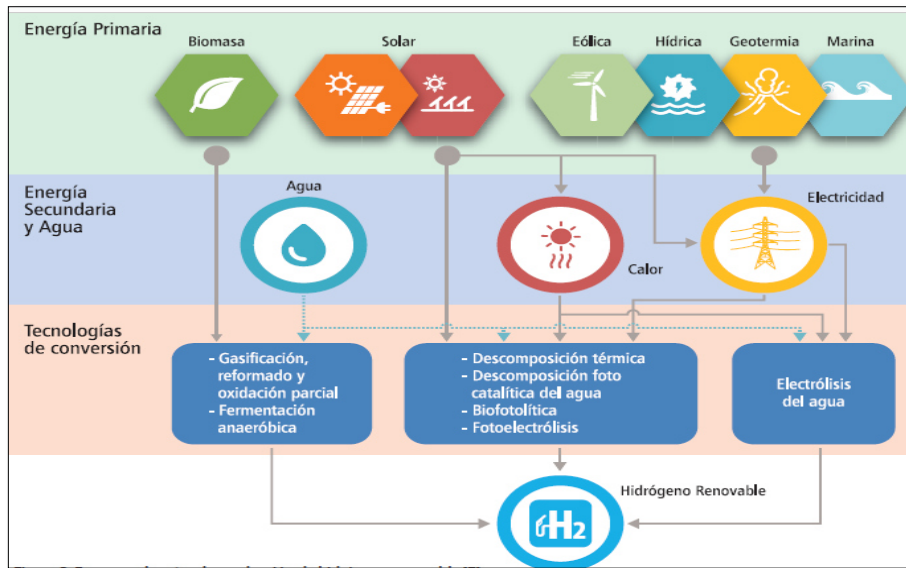 Energía Primaria
Biomasa
Solar
Eólica
Hídrica
Geotermia
Marina
Energía
Secundaria
y Agua
Agua
Calor
Electricidad
Tecnologías
de conversión
- Gasificación,
reformado y
oxidación parcial
- Fermentación
anaeróbica
- Descomposición térmica
- Descomposición foto
catalítica del agua
- Biofotolítica
- Fotoelectrólisis
Electrólisis
del agua
Hidrógeno Renovable
H2